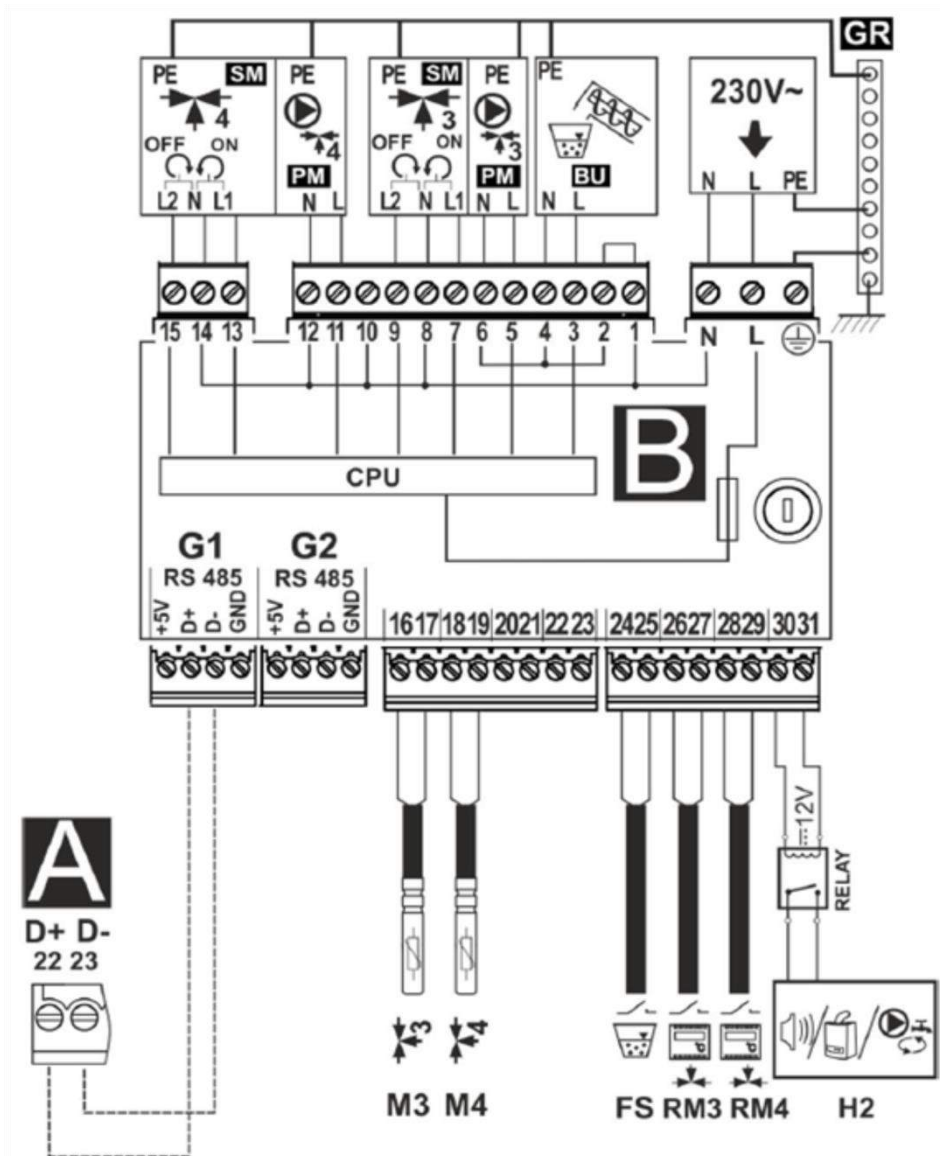 GR
PE SM PE PE SM PE PE
230V~
4 3
OFF ON 4 OFF ON 3
PM PM BU N L PE
L2 N L1 N L L2 N L1 N L N L
15 14 13 12 11 10 9 8 7 6 5 4 3 2 1 N L
B
CPU
G1 G2
RS 485 RS 485
+5V D+ D- GND +5V D+ D- GND
16 17 18 19 20 21 22 23 24 25 26 27 28 29 30 31
12V
RELAY
A
D+ D-
22 23
3 4
M3 M4 FS RM3 RM4 H2